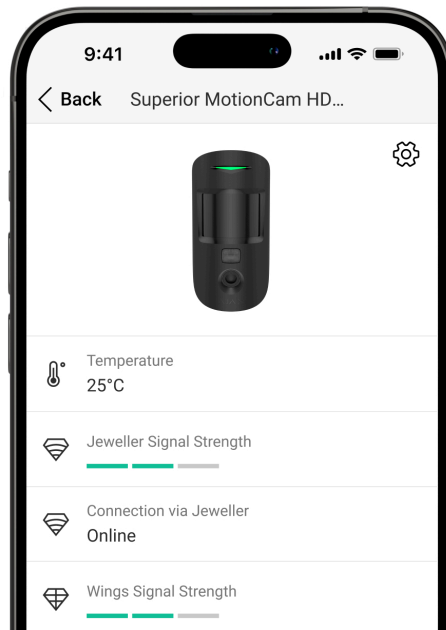 9:41
Back Superior MotionCam HD...
Temperature
25°C
Jeweller Signal Strength
Connection via Jeweller
Online
Wings Signal Strength